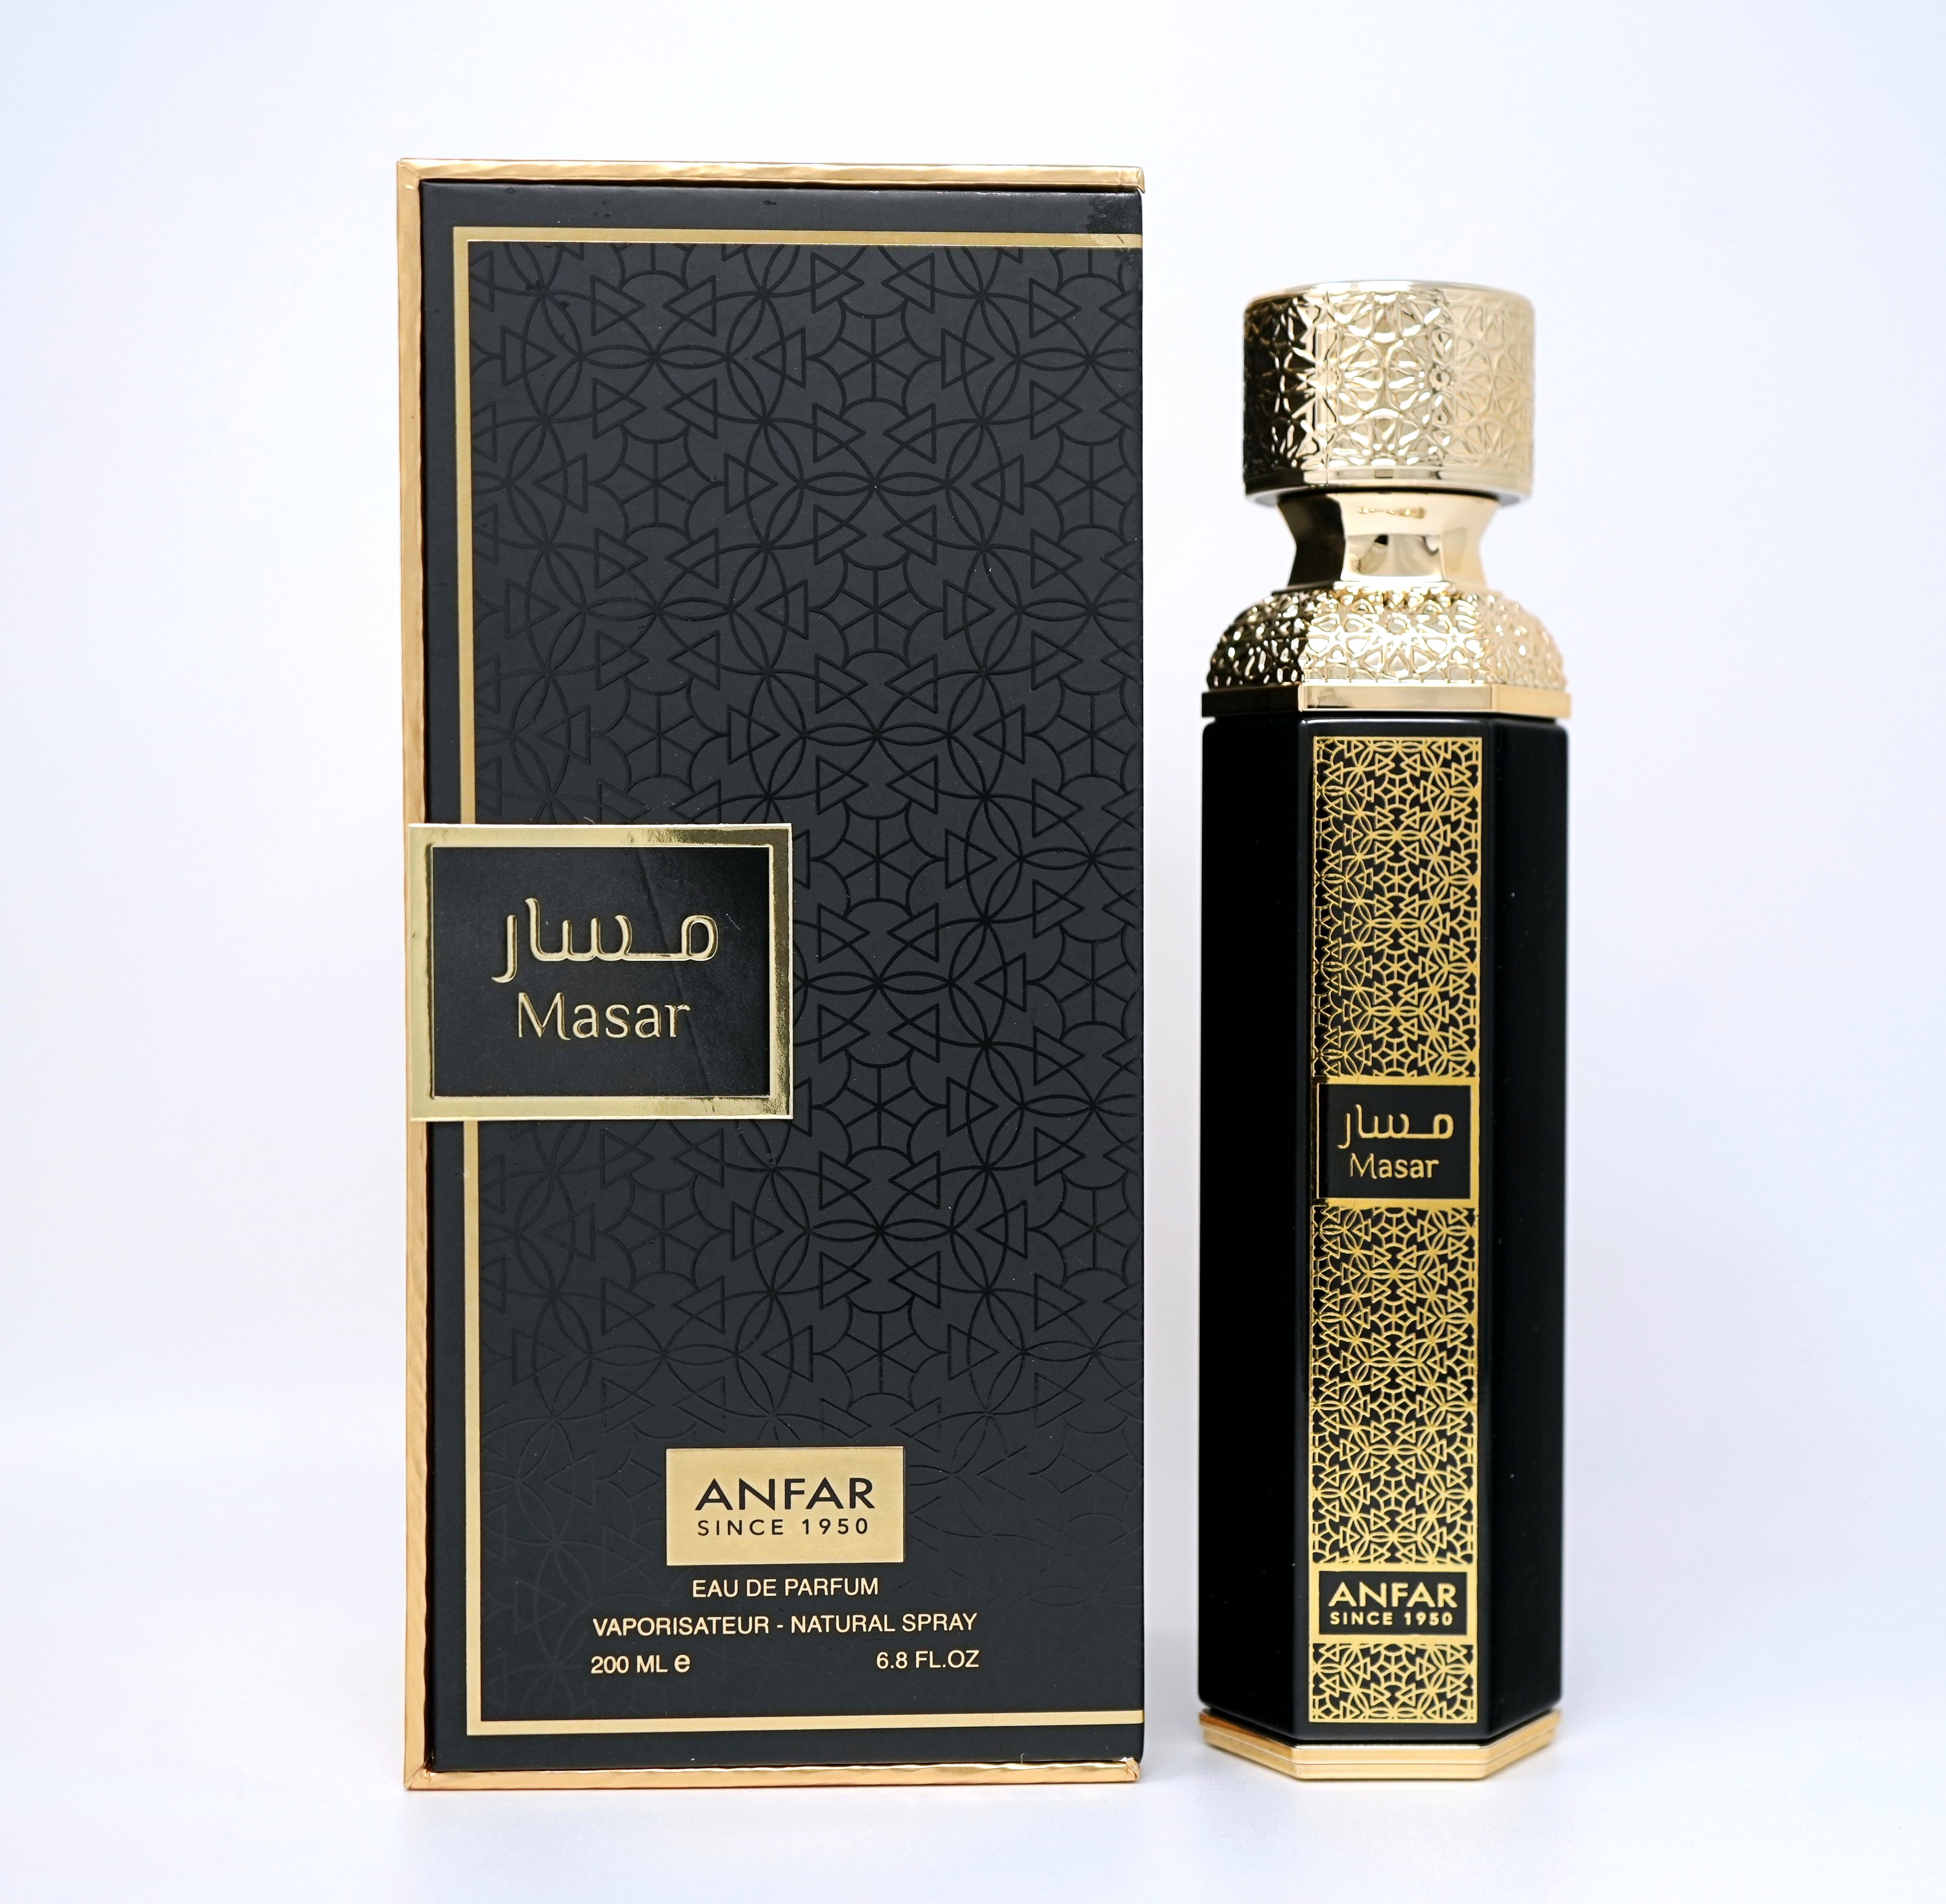 مسار
Masar
ANFAR
SINCE 1950
EAU DE PARFUM
VAPORISATEUR - NATURAL SPRAY
200 ML e
6.8 FL.OZ
مسار
Masar
ANFAR
SINCE 1950